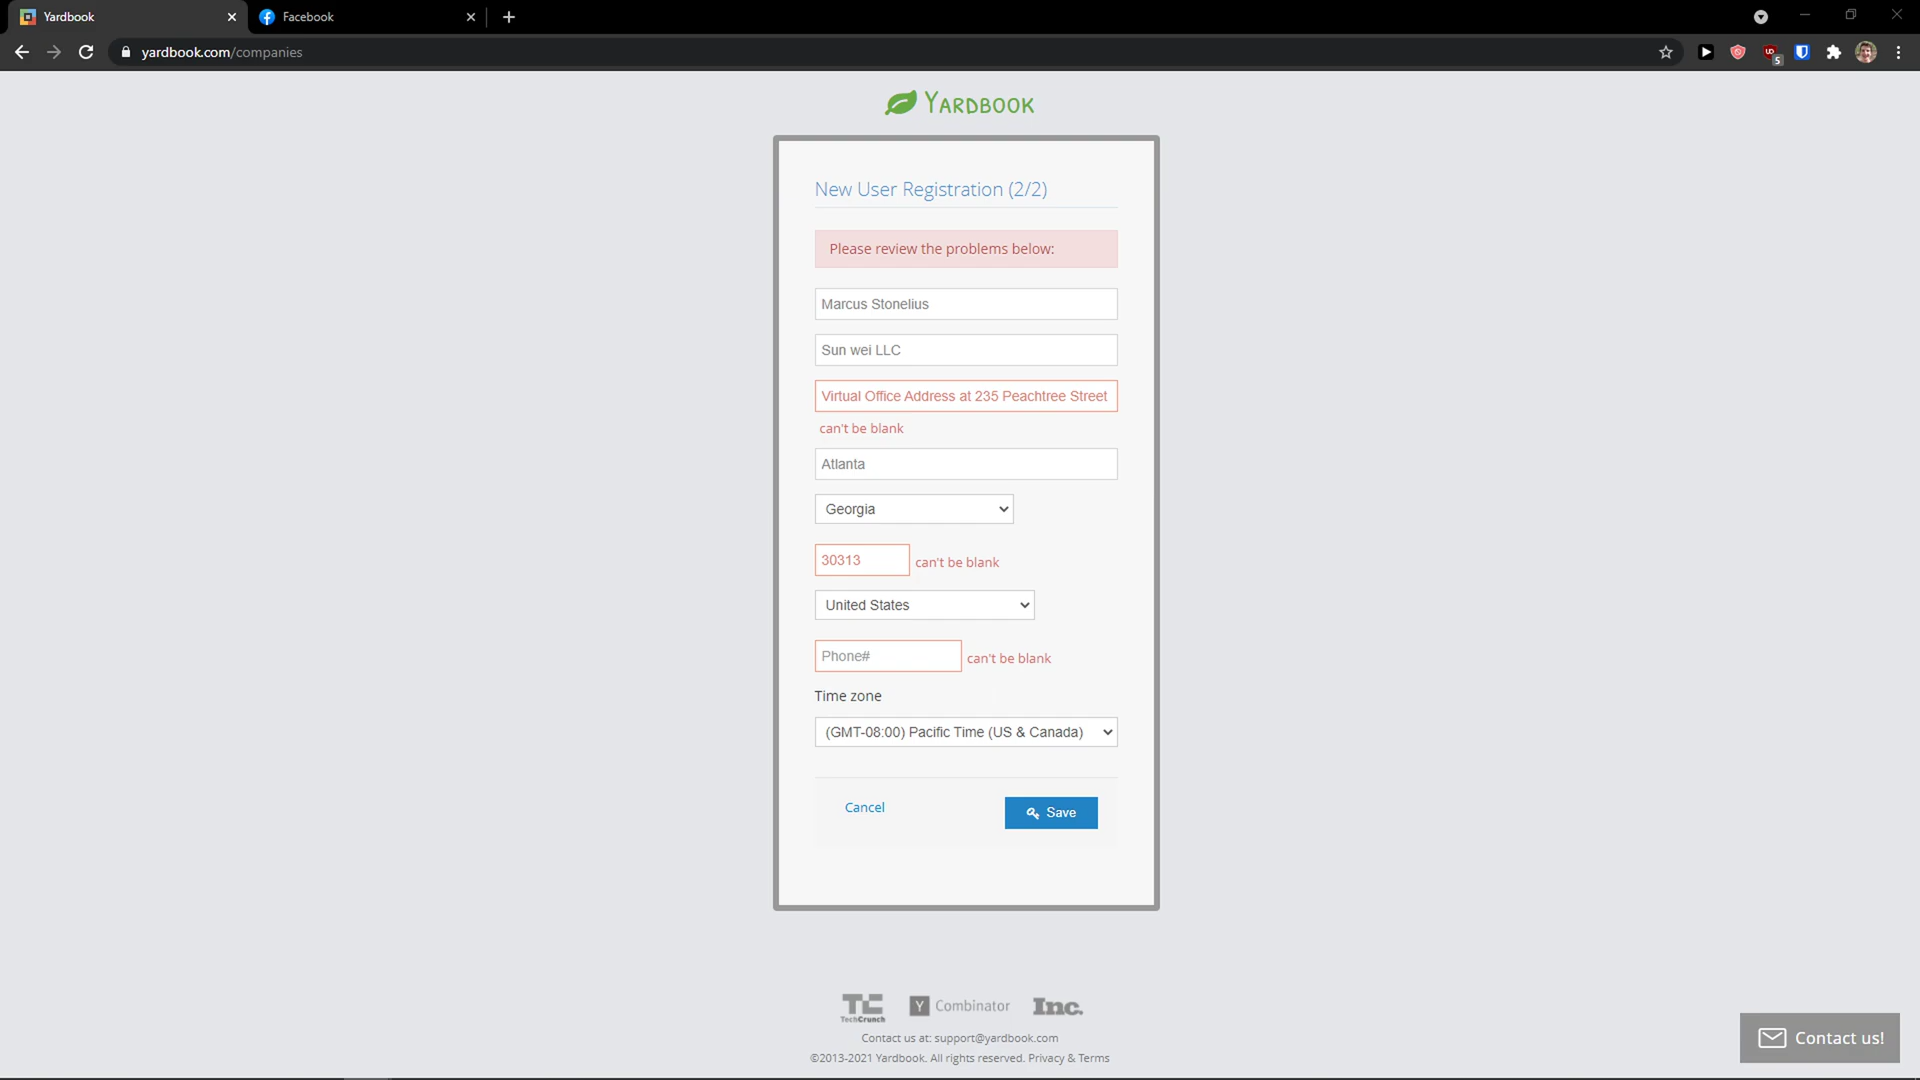 Yardbook
Facebook
yardbook.com/companies
UD
5
YARDBOOK
New User Registration (2/2)
Please review the problems below:
Marcus Stonelius
Sun wei LLC
Virtual Office Address at 235 Peachtree Street
can't be blank
Atlanta
Georgia
30313 can't be blank
United States
Phone# can't be blank
Time zone
(GMT-08:00) Pacific Time (US & Canada)
Cancel
Save
TC
TechCrunch
Y Combinator
Inc.
Contact us at: support@yardbook.com
©2013-2021 Yardbook. All rights reserved. Privacy & Terms
Contact us!